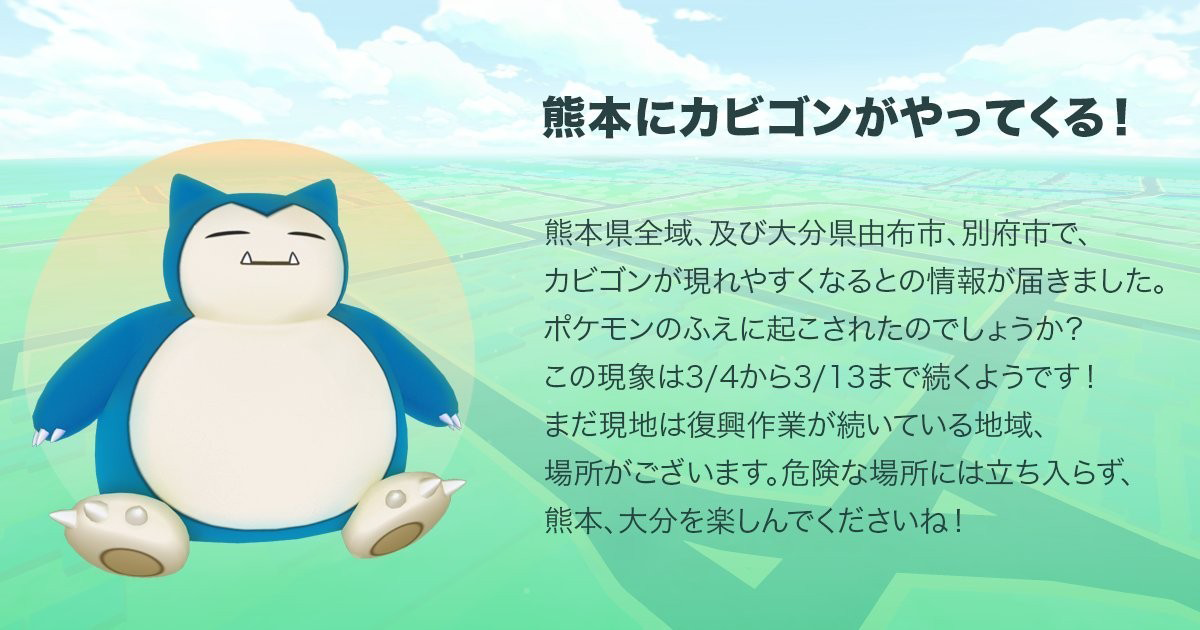 熊本にカビゴンがやってくる!
熊本県全域、及び大分県由布市、別府市で、
カビゴンが現れやすくなるとの情報が届きました。
ポケモンのふえに起こされたのでしょうか?
この現象は3/4から3/13まで続くようです!
まだ現地は復興作業が続いている地域、
場所がございます。危険な場所には立ち入らず、
熊本、大分を楽しんでくださいね!